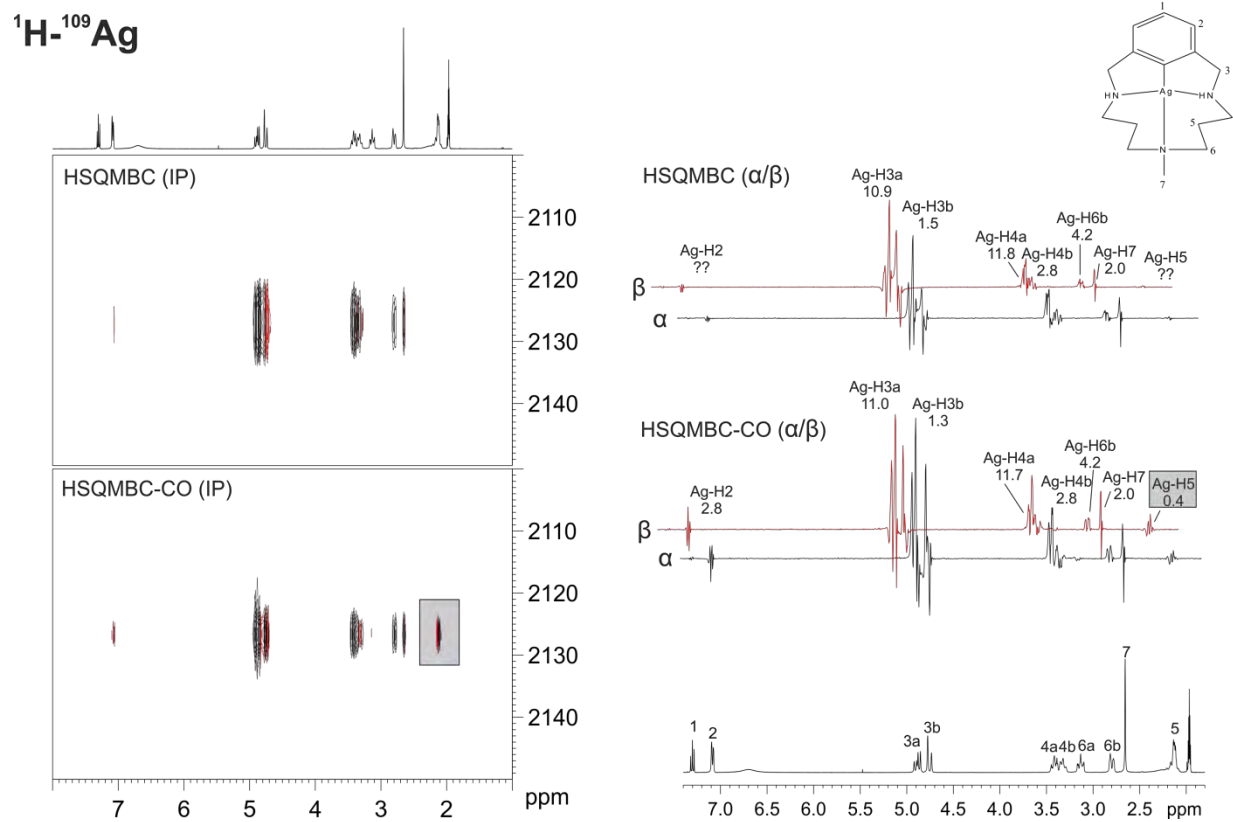 ¹H-¹⁰⁹Ag
HSQMBC (IP)
2110
2120
2130
2140
HSQMBC-CO (IP)
2110
2120
2130
2140
7
6
5
4
3
2
ppm
1
2
3
HN
Ag
HN
5
N
6
7
HSQMBC (α/β)
Ag-H3a
10.9
Ag-H3b
1.5
Ag-H2
??
Ag-H4a
11.8
Ag-H4b
2.8
Ag-H6b
4.2
Ag-H7
2.0
Ag-H5
??
β
α
HSQMBC-CO (α/β)
Ag-H3a
11.0
Ag-H3b
1.3
Ag-H2
2.8
Ag-H4a
11.7
Ag-H4b
2.8
Ag-H6b
4.2
Ag-H7
2.0
Ag-H5
0.4
β
α
1
2
3a
3b
4a
4b
6a
6b
7
5
7.0
6.5
6.0
5.5
5.0
4.5
4.0
3.5
3.0
2.5
ppm